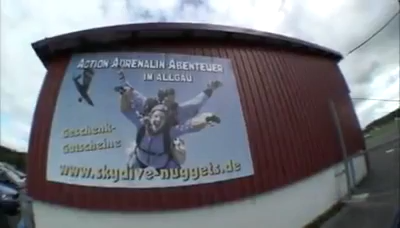 Action Adrenalin Abenteuer
im Allgäu
Geschenk-
Gutscheine
www.skydive-nuggets.de